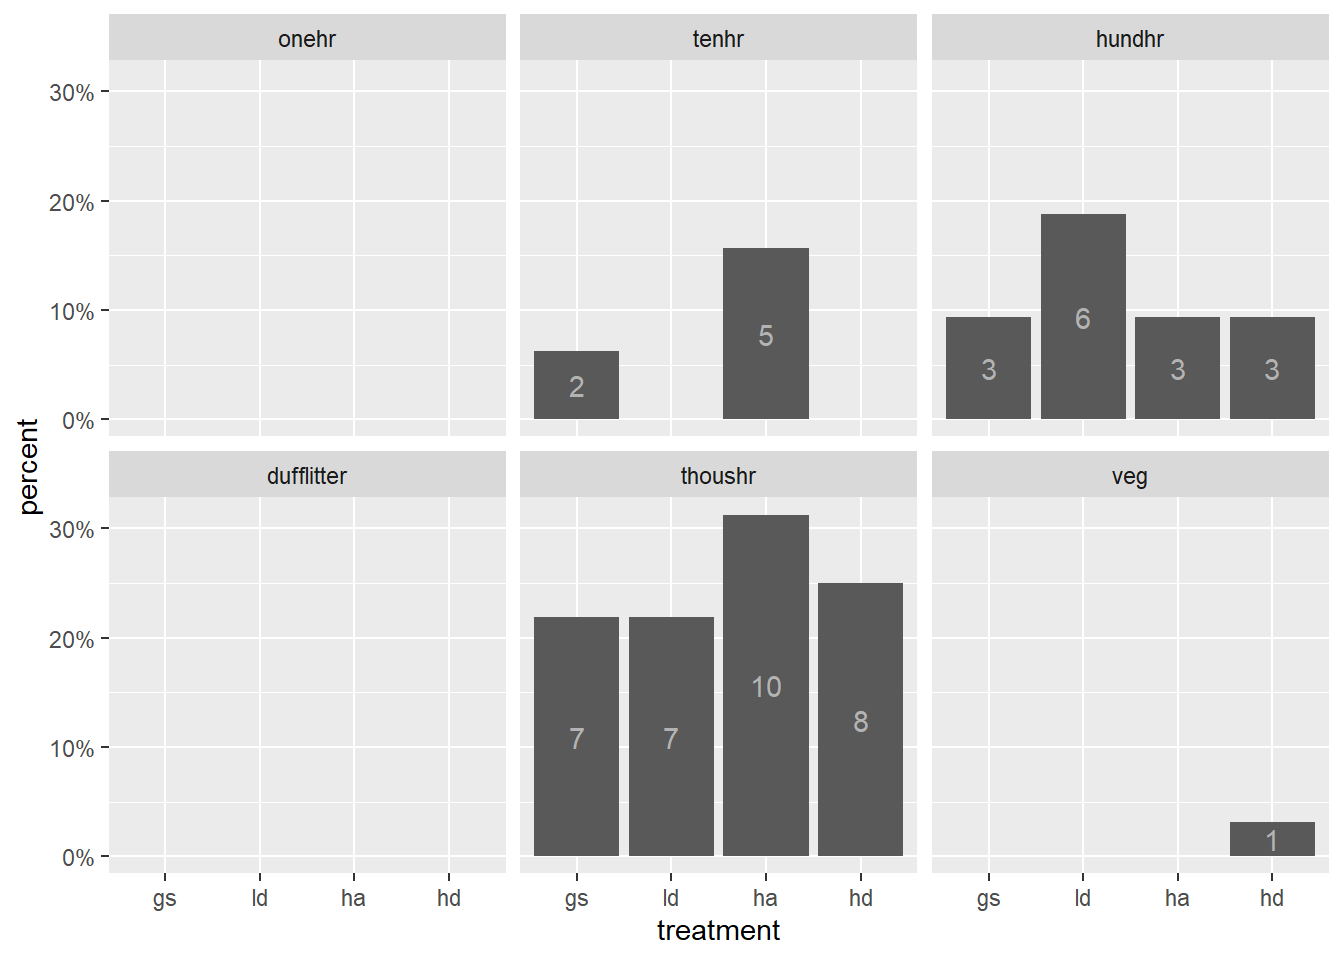 onehr tenhr hundhr
30%
20%
10%
0%
2 5
3 6 3 3
percent
dufflitter thoushr veg
30%
20%
10%
0%
7 7 10 8
1
gs ld ha hd gs ld ha hd gs ld ha hd
treatment